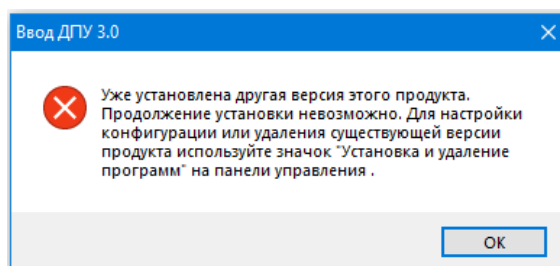 Ввод ДПУ 3.0
Уже установлена другая версия этого продукта.
Продолжение установки невозможно. Для настройки
конфигурации или удаления существующей версии
продукта используйте значок "Установка и удаление
программ" на панели управления .
ОК